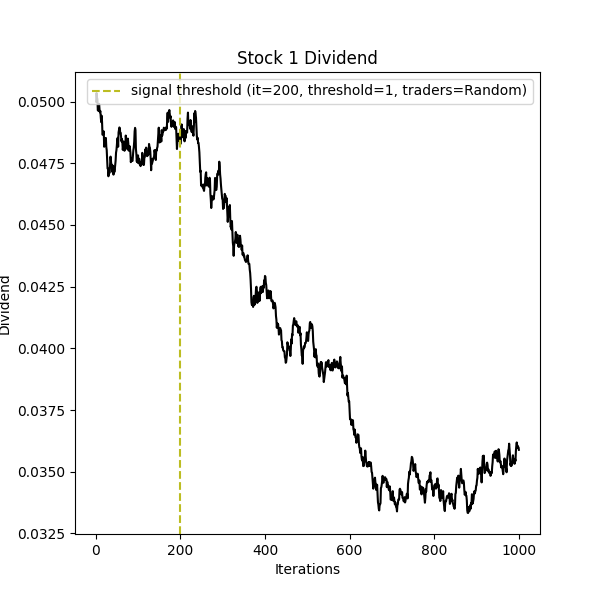 Stock 1 Dividend
signal threshold (it=200, threshold=1, traders=Random)
0.0500
0.0475
0.0450
0.0425
0.0400
0.0375
0.0350
0.0325
Dividend
0 200 400 600 800 1000
Iterations